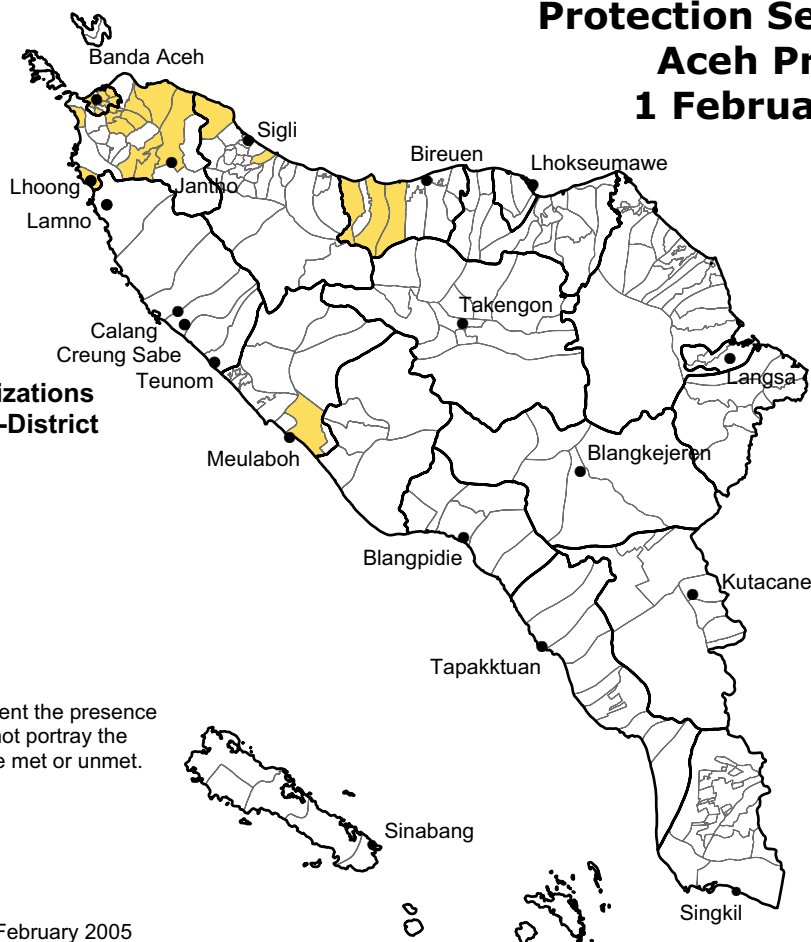 Protection Se
Aceh Pr
1 Februa
Banda Aceh
Sigli
Bireuen
Lhokseumawe
Lhoong
Jantho
Lamno
Takengon
Calang
Creung Sabe
Teunom
Langsa
izations
-District
Meulaboh
Blangkejeren
Blangpidie
Kutacane
Tapakktuan
ent the presence
not portray the
e met or unmet.
Sinabang
Singkil
February 2005